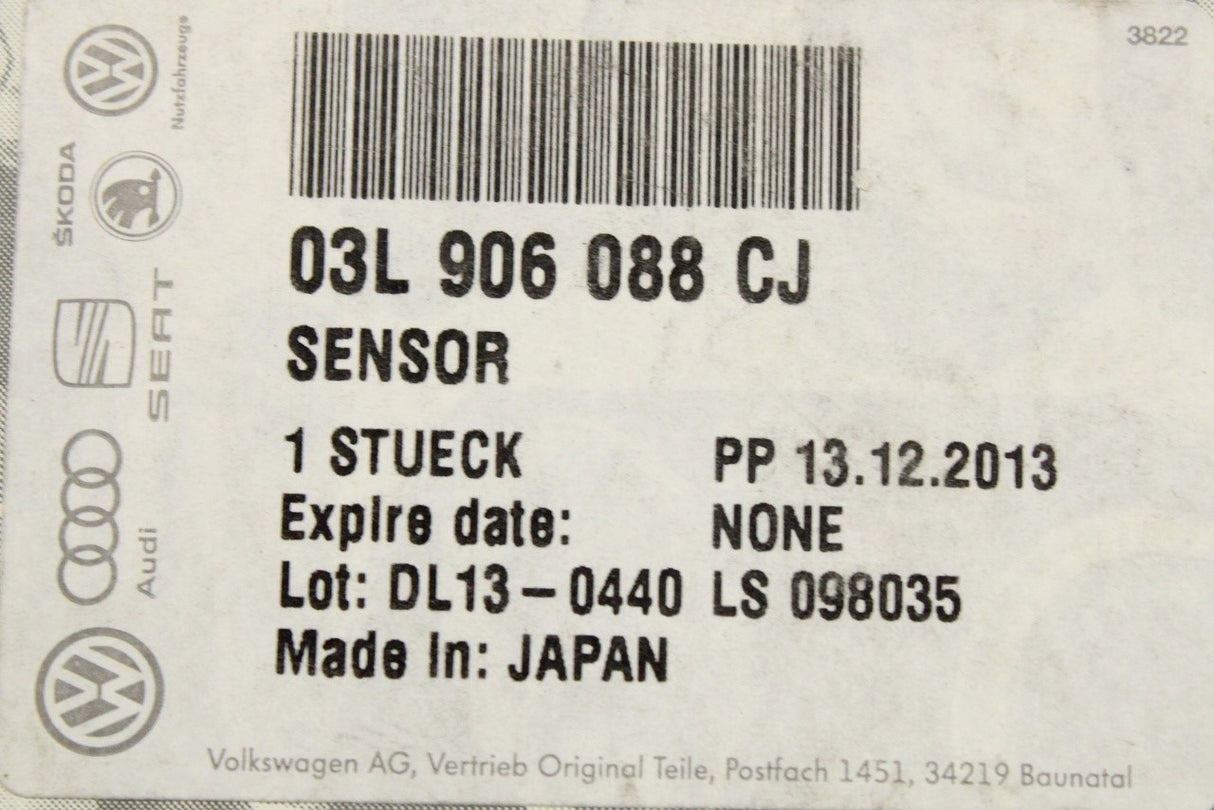 3822
Nutzfahrzeuge
ŠKODA
SEAT
Audi
03L 906 088 CJ
SENSOR
1 STUECK PP 13.12.2013
Expire date: NONE
Lot: DL13-0440 LS 098035
Made In: JAPAN
Volkswagen AG, Vertrieb Original Teile, Postfach 1451, 34219 Baunatal